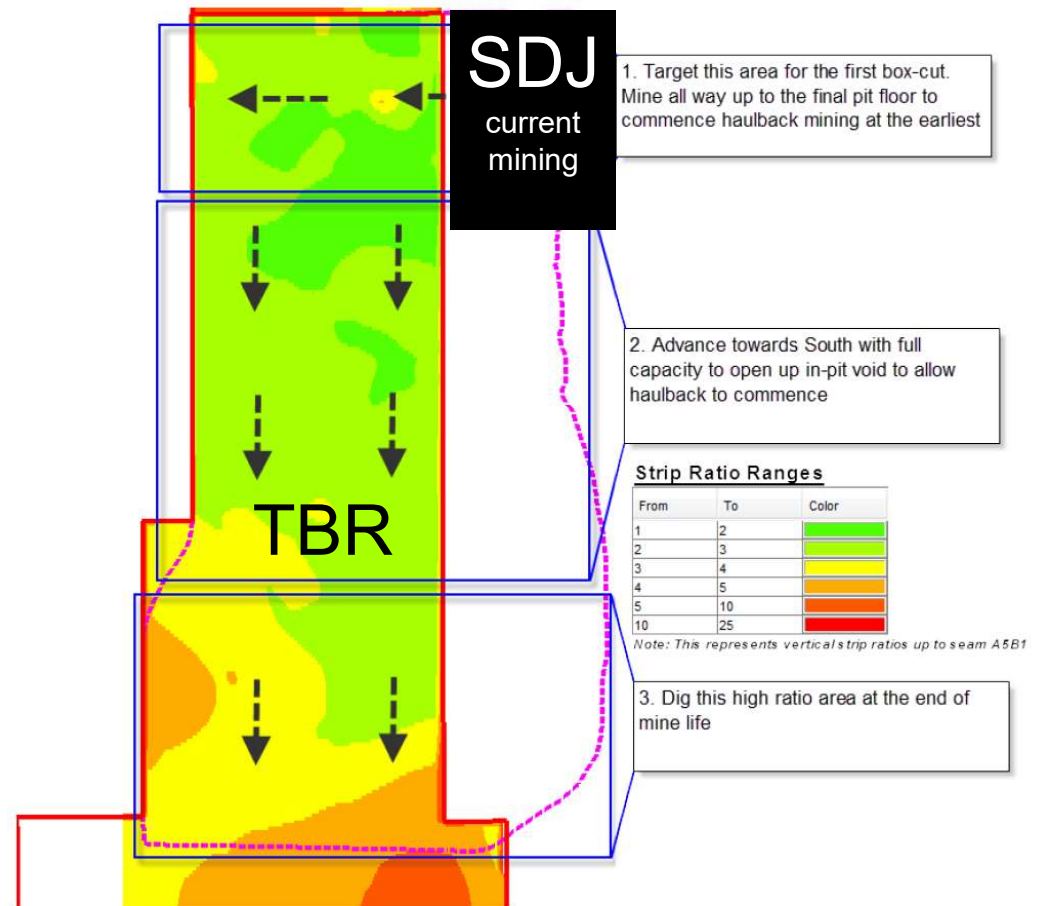 SDJ
current
mining
1. Target this area for the first box-cut.
Mine all way up to the final pit floor to
commence haulback mining at the earliest
2. Advance towards South with full
capacity to open up in-pit void to allow
haulback to commence
TBR
Strip Ratio Ranges
From To Color
1 2
2 3
3 4
4 5
5 10
10 25
Note: This represents vertical strip ratios up to seam A5B1
3. Dig this high ratio area at the end of
mine life